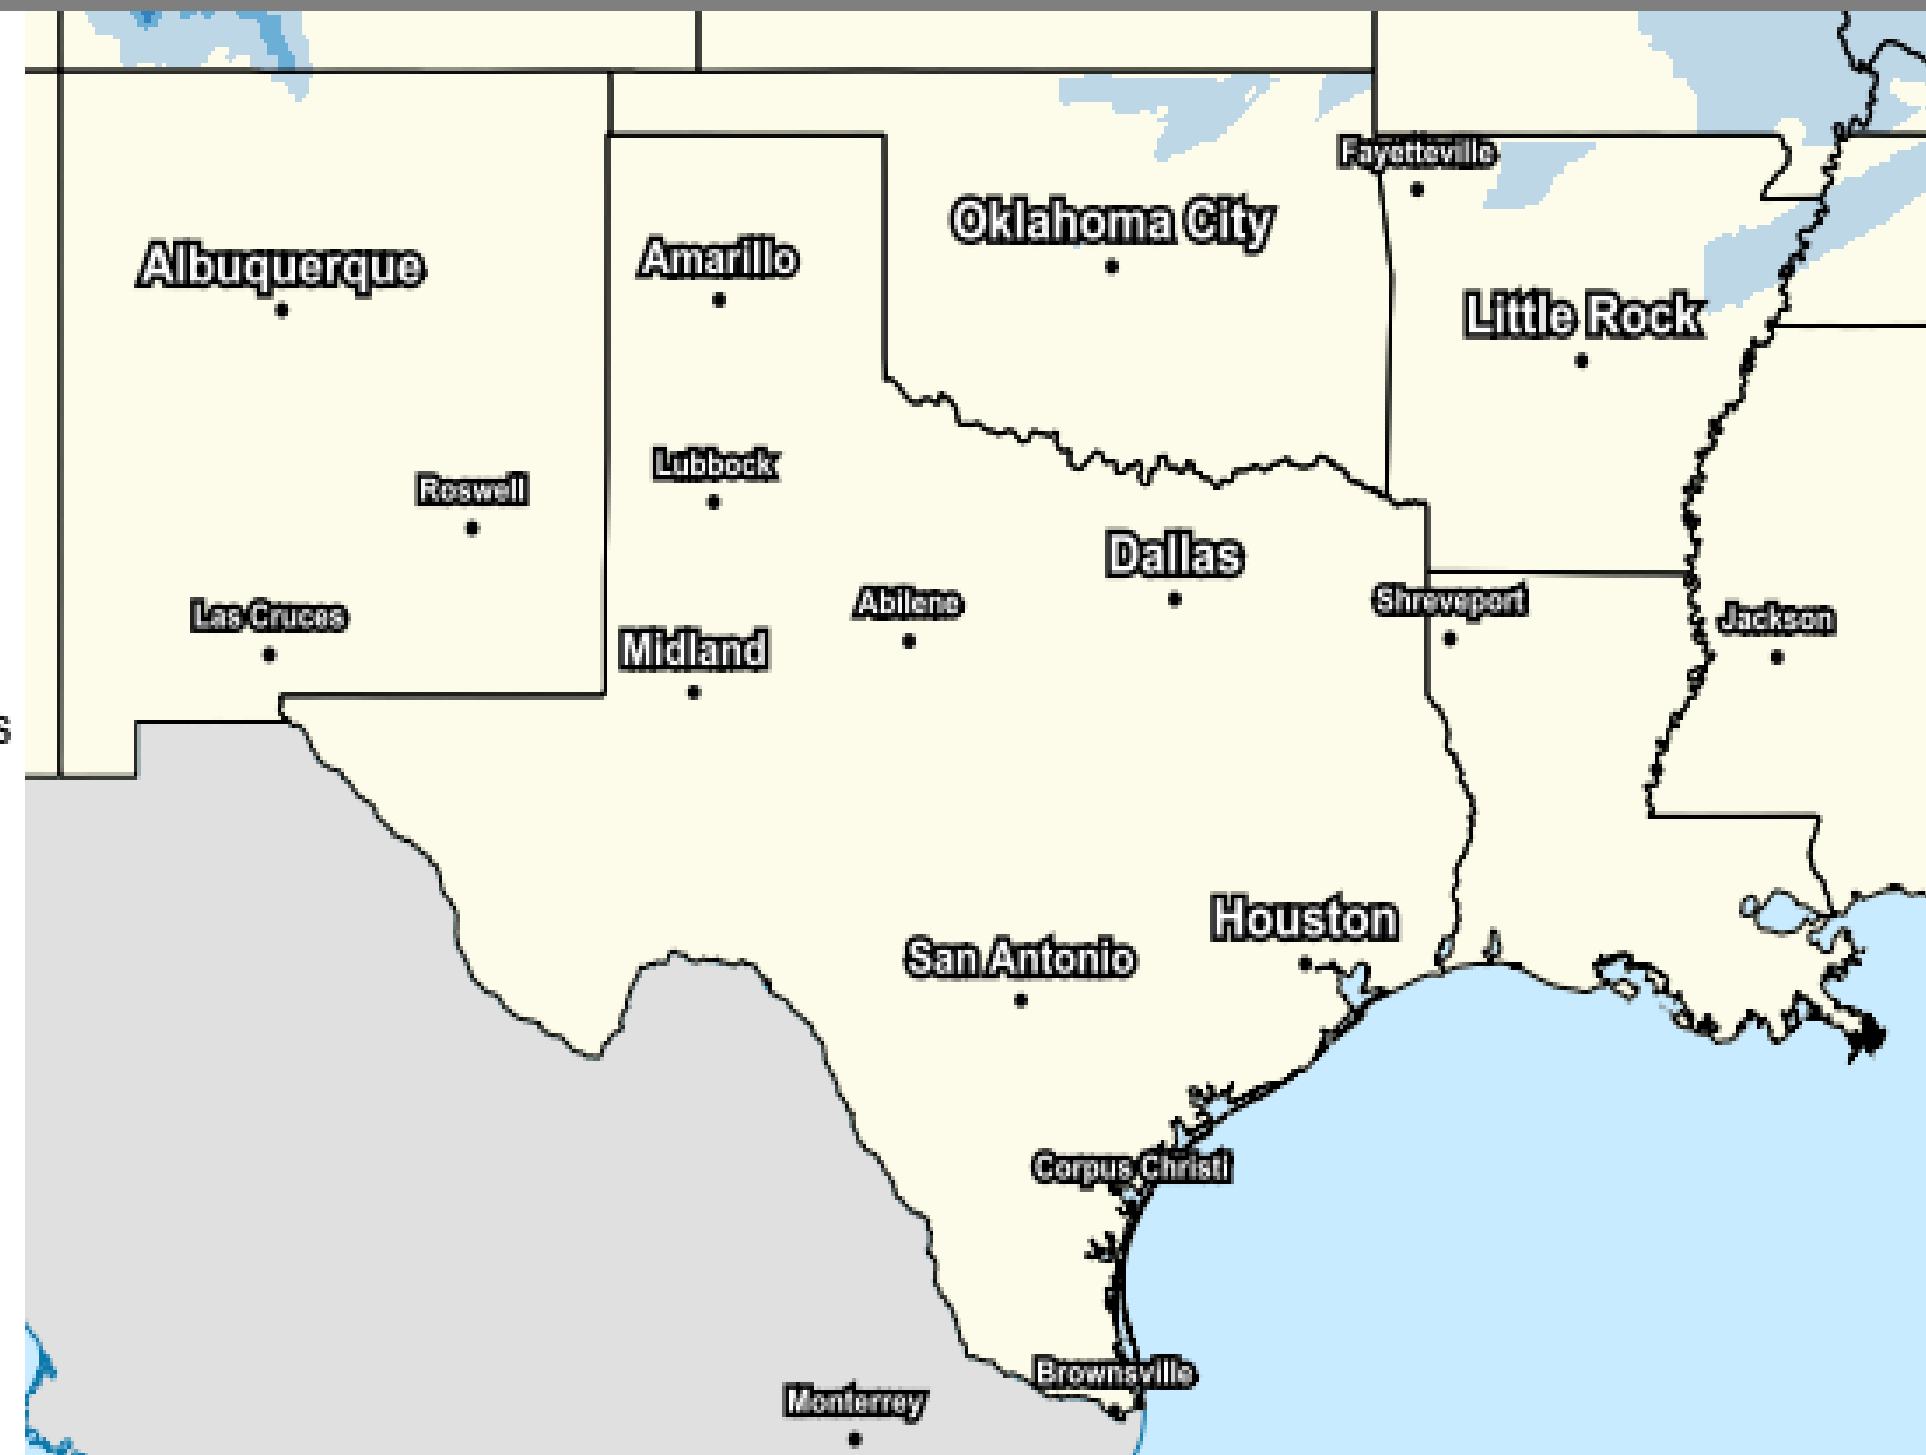 Fayetteville
Oklahoma City
Albuquerque
Amarillo
Little Rock
Lubbock
Roswell
Dallas
Las Cruces
Abilene
Shreveport
Jackson
Midland
s
Houston
San Antonio
Corpus Christi
Brownsville
Monterrey